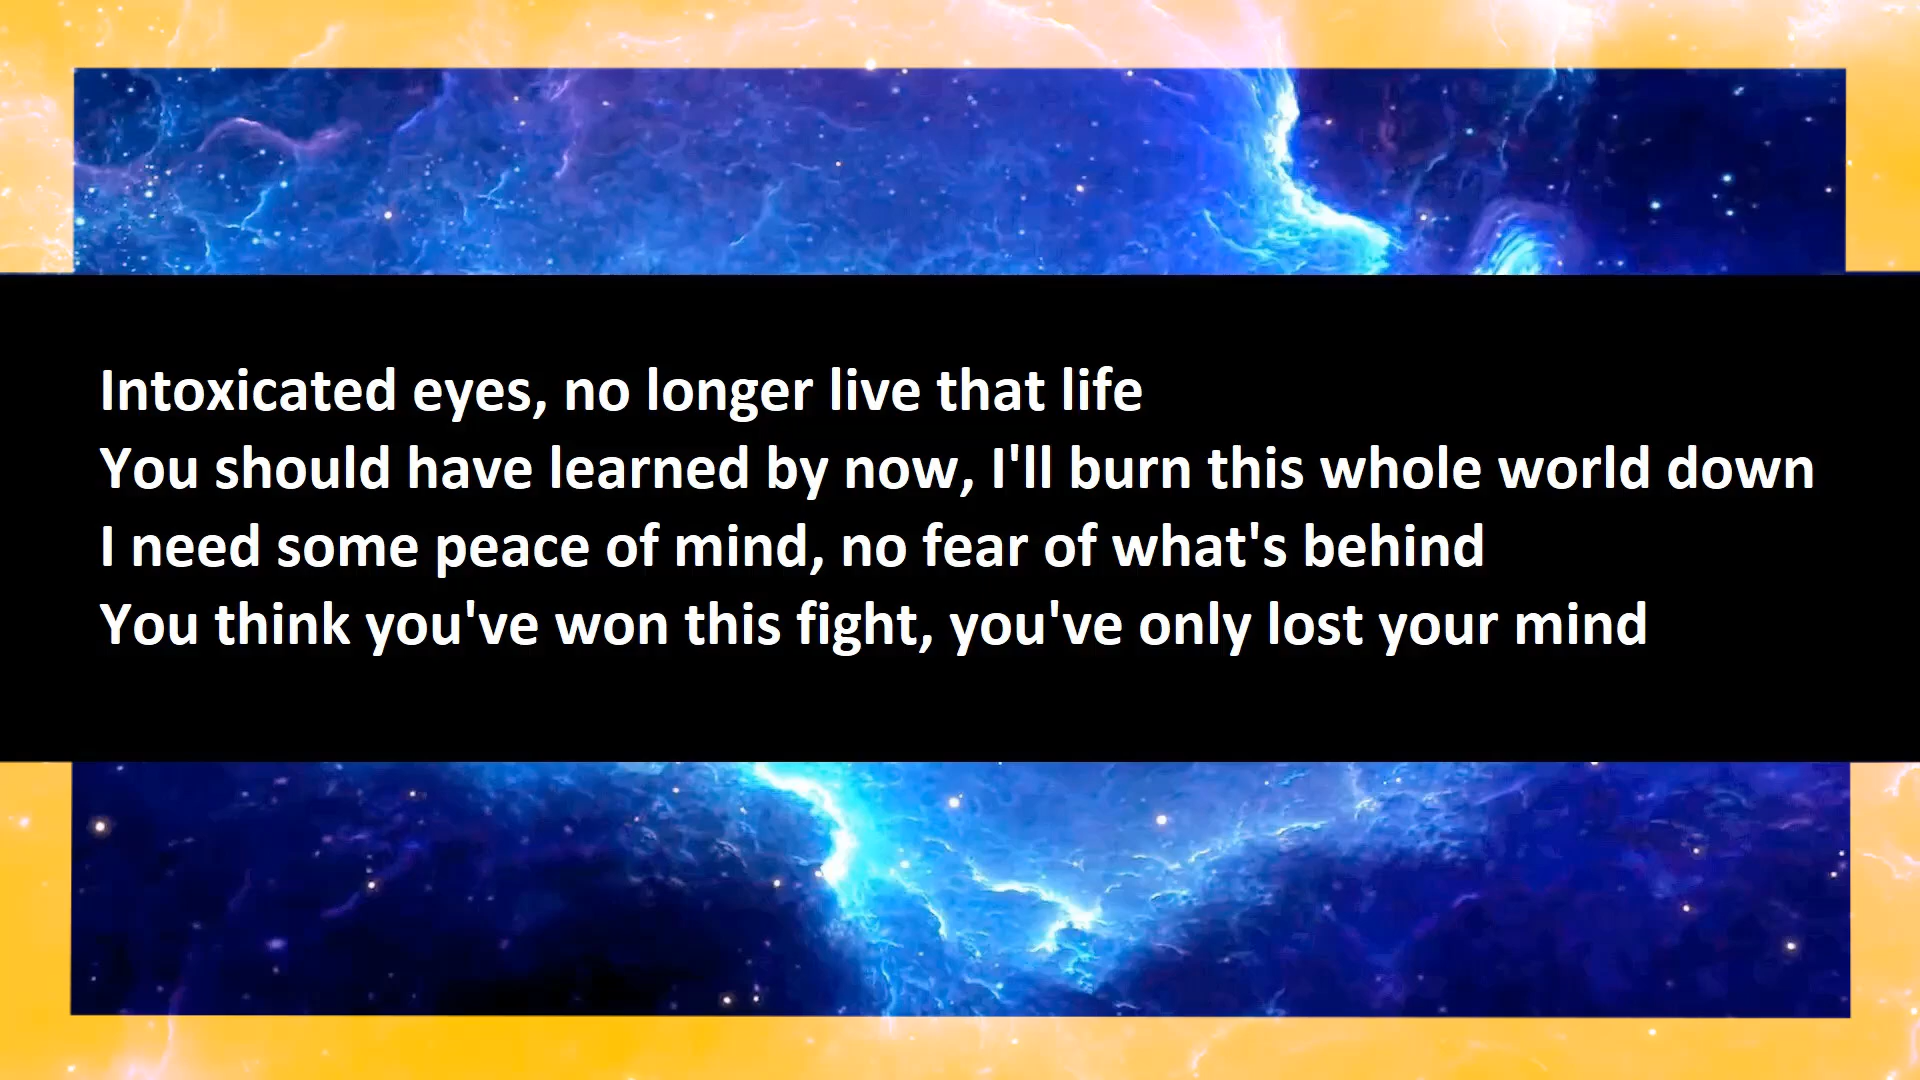 Intoxicated eyes, no longer live that life
You should have learned by now, I'll burn this whole world down
I need some peace of mind, no fear of what's behind
You think you've won this fight, you've only lost your mind